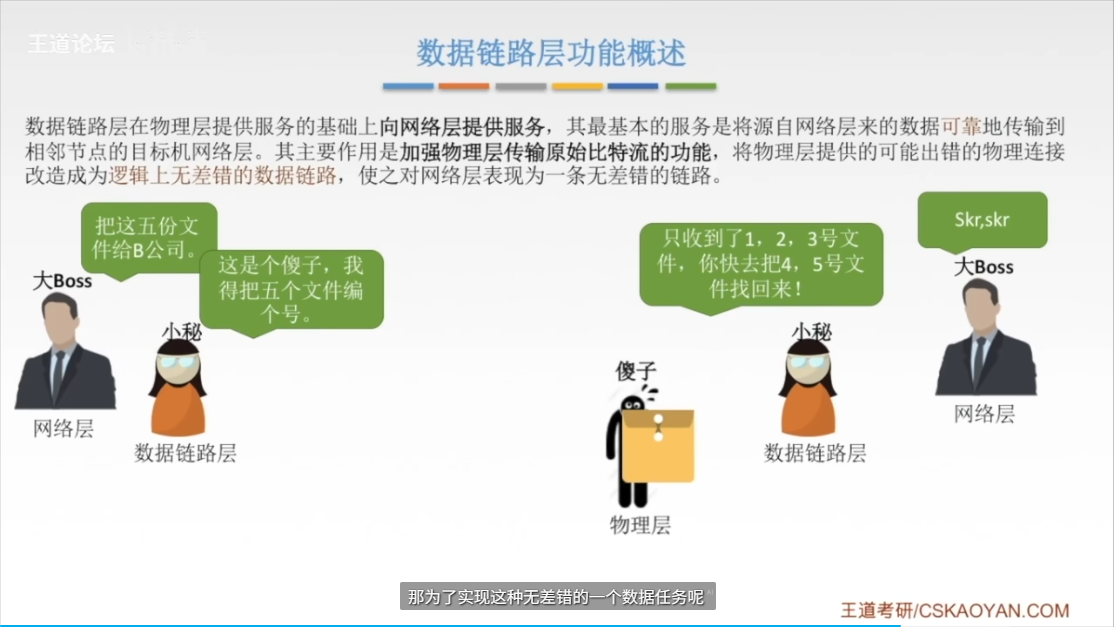 王道论坛
数据链路层功能概述
数据链路层在物理层提供服务的基础上向网络层提供服务，其最基本的服务是将源自网络层来的数据可靠地传输到
相邻节点的目标机网络层。其主要作用是加强物理层传输原始比特流的功能，将物理层提供的可能出错的物理连接
改造成为逻辑上无差错的数据链路，使之对网络层表现为一条无差错的链路。
把这五份文
件给B公司。
大Boss
这是个傻子，我
得把五个文件编
个号。
小秘
网络层
数据链路层
只收到了1，2，3号文
件，你快去把4，5号文
件找回来！
Skr,skr
大Boss
小秘
傻子
网络层
数据链路层
物理层
那为了实现这种无差错的一个数据任务呢
王道考研/CSKAOYAN.COM